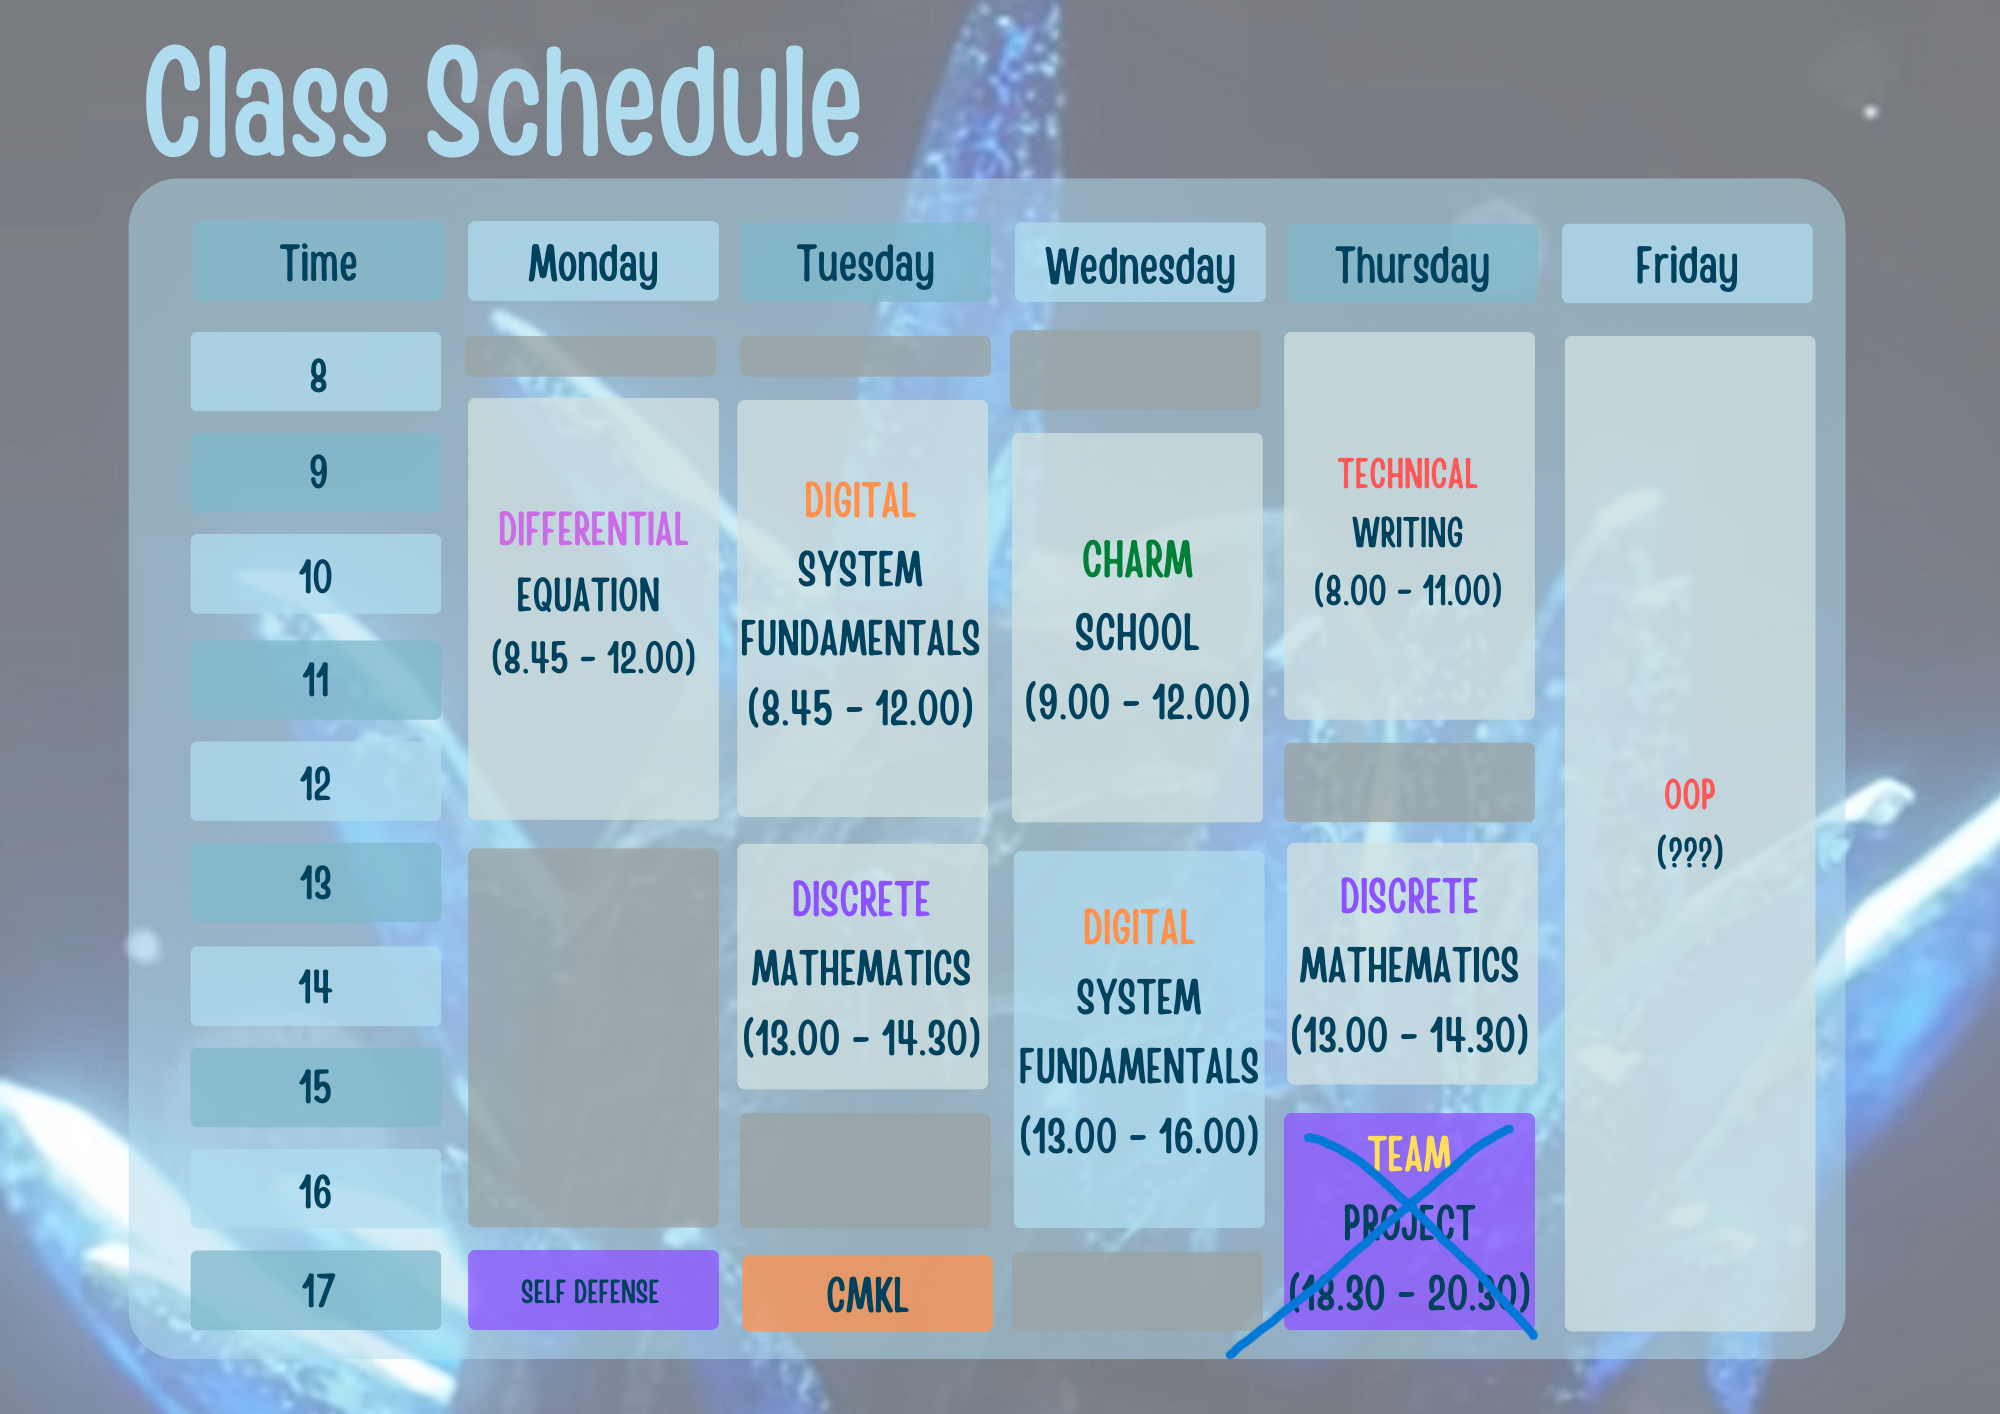 Class Schedule
Time
Monday
Tuesday
Wednesday
Thursday
Friday
8
9
10
11
12
13
14
15
16
17
DIFFERENTIAL
EQUATION
(8.45 - 12.00)
SELF DEFENSE
DIGITAL
SYSTEM
FUNDAMENTALS
(8.45 - 12.00)
DISCRETE
MATHEMATICS
(13.00 - 14.30)
CMKL
CHARM
SCHOOL
(9.00 - 12.00)
DIGITAL
SYSTEM
FUNDAMENTALS
(13.00 - 16.00)
TECHNICAL
WRITING
(8.00 - 11.00)
DISCRETE
MATHEMATICS
(13.00 - 14.30)
TEAM
PROJECT
(18.30 - 20.30)
OOP
(???)